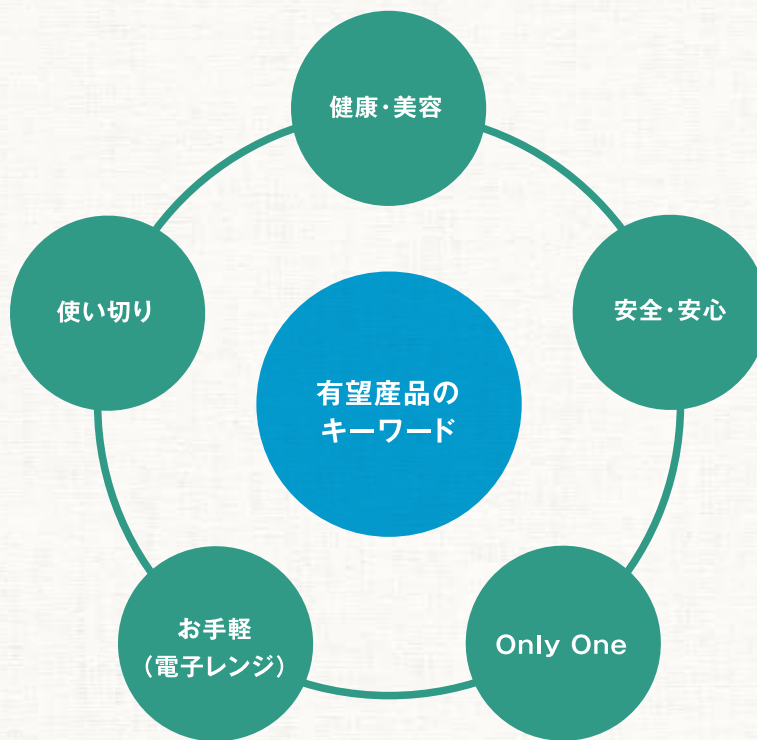 健康・美容
使い切り
安全・安心
有望産品の
キーワード
お手軽
（電子レンジ）
Only One